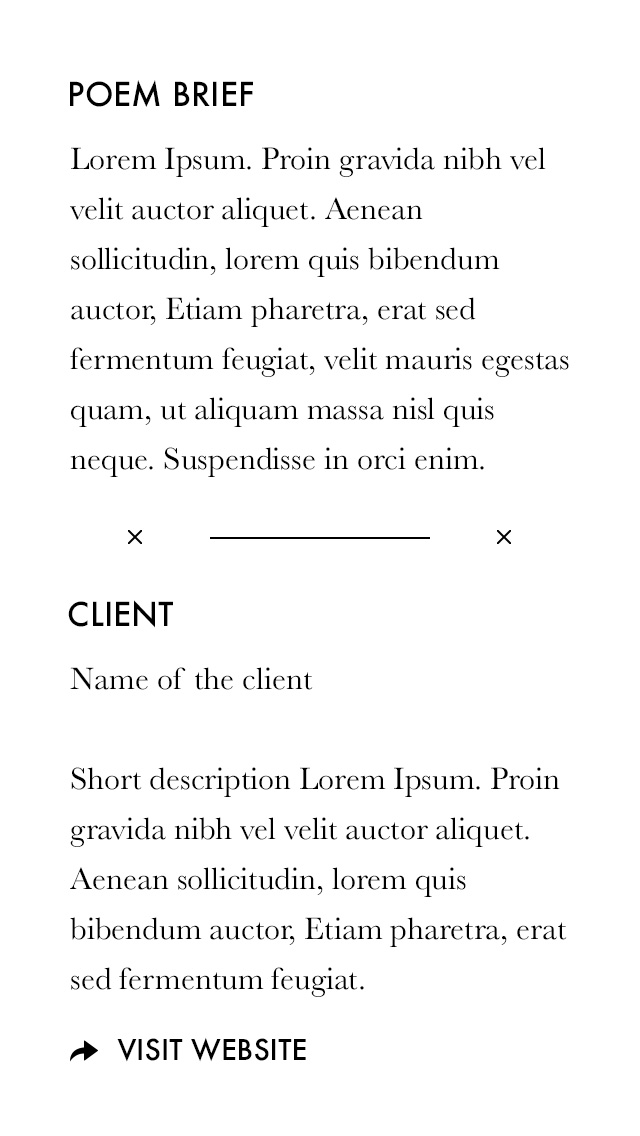 POEM BRIEF
Lorem Ipsum. Proin gravida nibh vel
velit auctor aliquet. Aenean
sollicitudin, lorem quis bibendum
auctor, Etiam pharetra, erat sed
fermentum feugiat, velit mauris egestas
quam, ut aliquam massa nisl quis
neque. Suspendisse in orci enim.
CLIENT
Name of the client
Short description Lorem Ipsum. Proin
gravida nibh vel velit auctor aliquet.
Aenean sollicitudin, lorem quis
bibendum auctor, Etiam pharetra, erat
sed fermentum feugiat.
VISIT WEBSITE